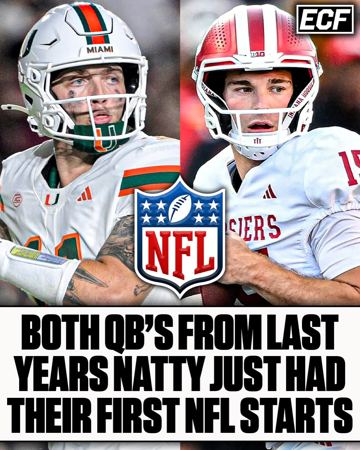 ECF
MIAMI
U
15
SIERS
NFL
BOTH QB'S FROM LAST
YEARS NATTY JUST HAD
THEIR FIRST NFL STARTS